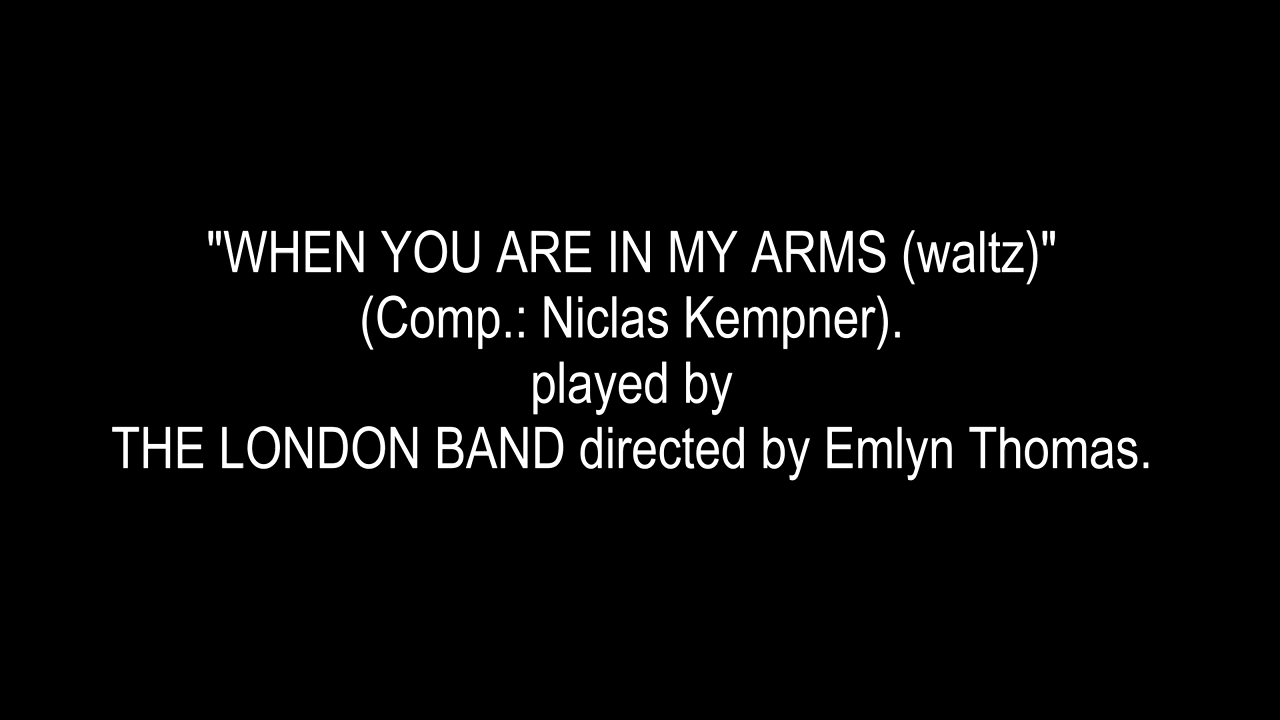 "WHEN YOU ARE IN MY ARMS (waltz)"
(Comp.: Niclas Kempner).
played by
THE LONDON BAND directed by Emlyn Thomas.